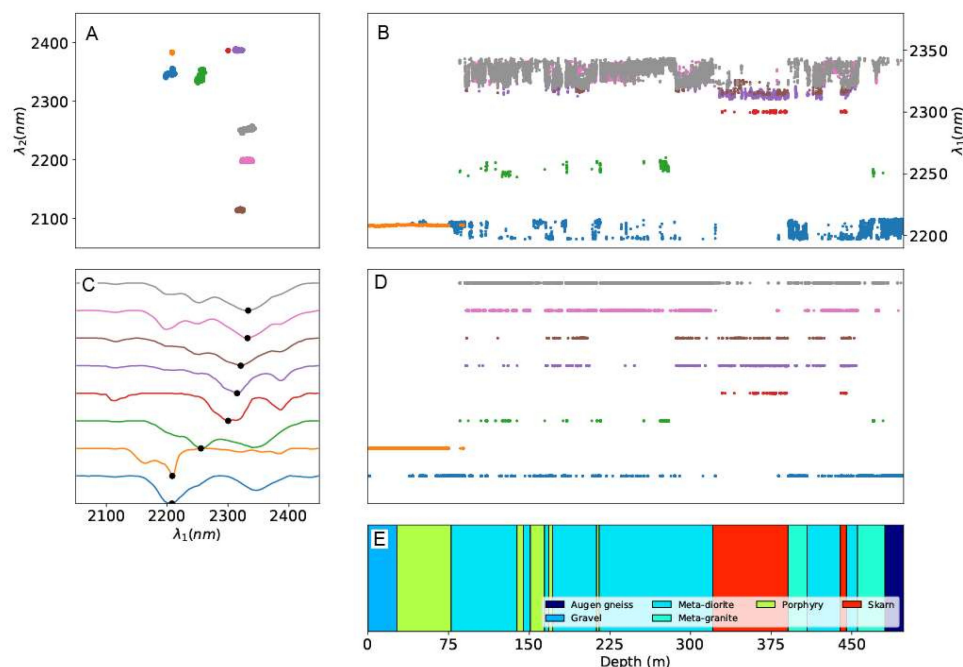 A
B
2400
2300
2200
2100
λ₂(nm)
2350
2300
2250
2200
λ₁(nm)
C
D
2100 2200 2300 2400
λ₁(nm)
E
Augen gneiss
Gravel
Meta-diorite
Meta-granite
Porphyry
Skarn
0 75 150 225 300 375 455
Depth (m)